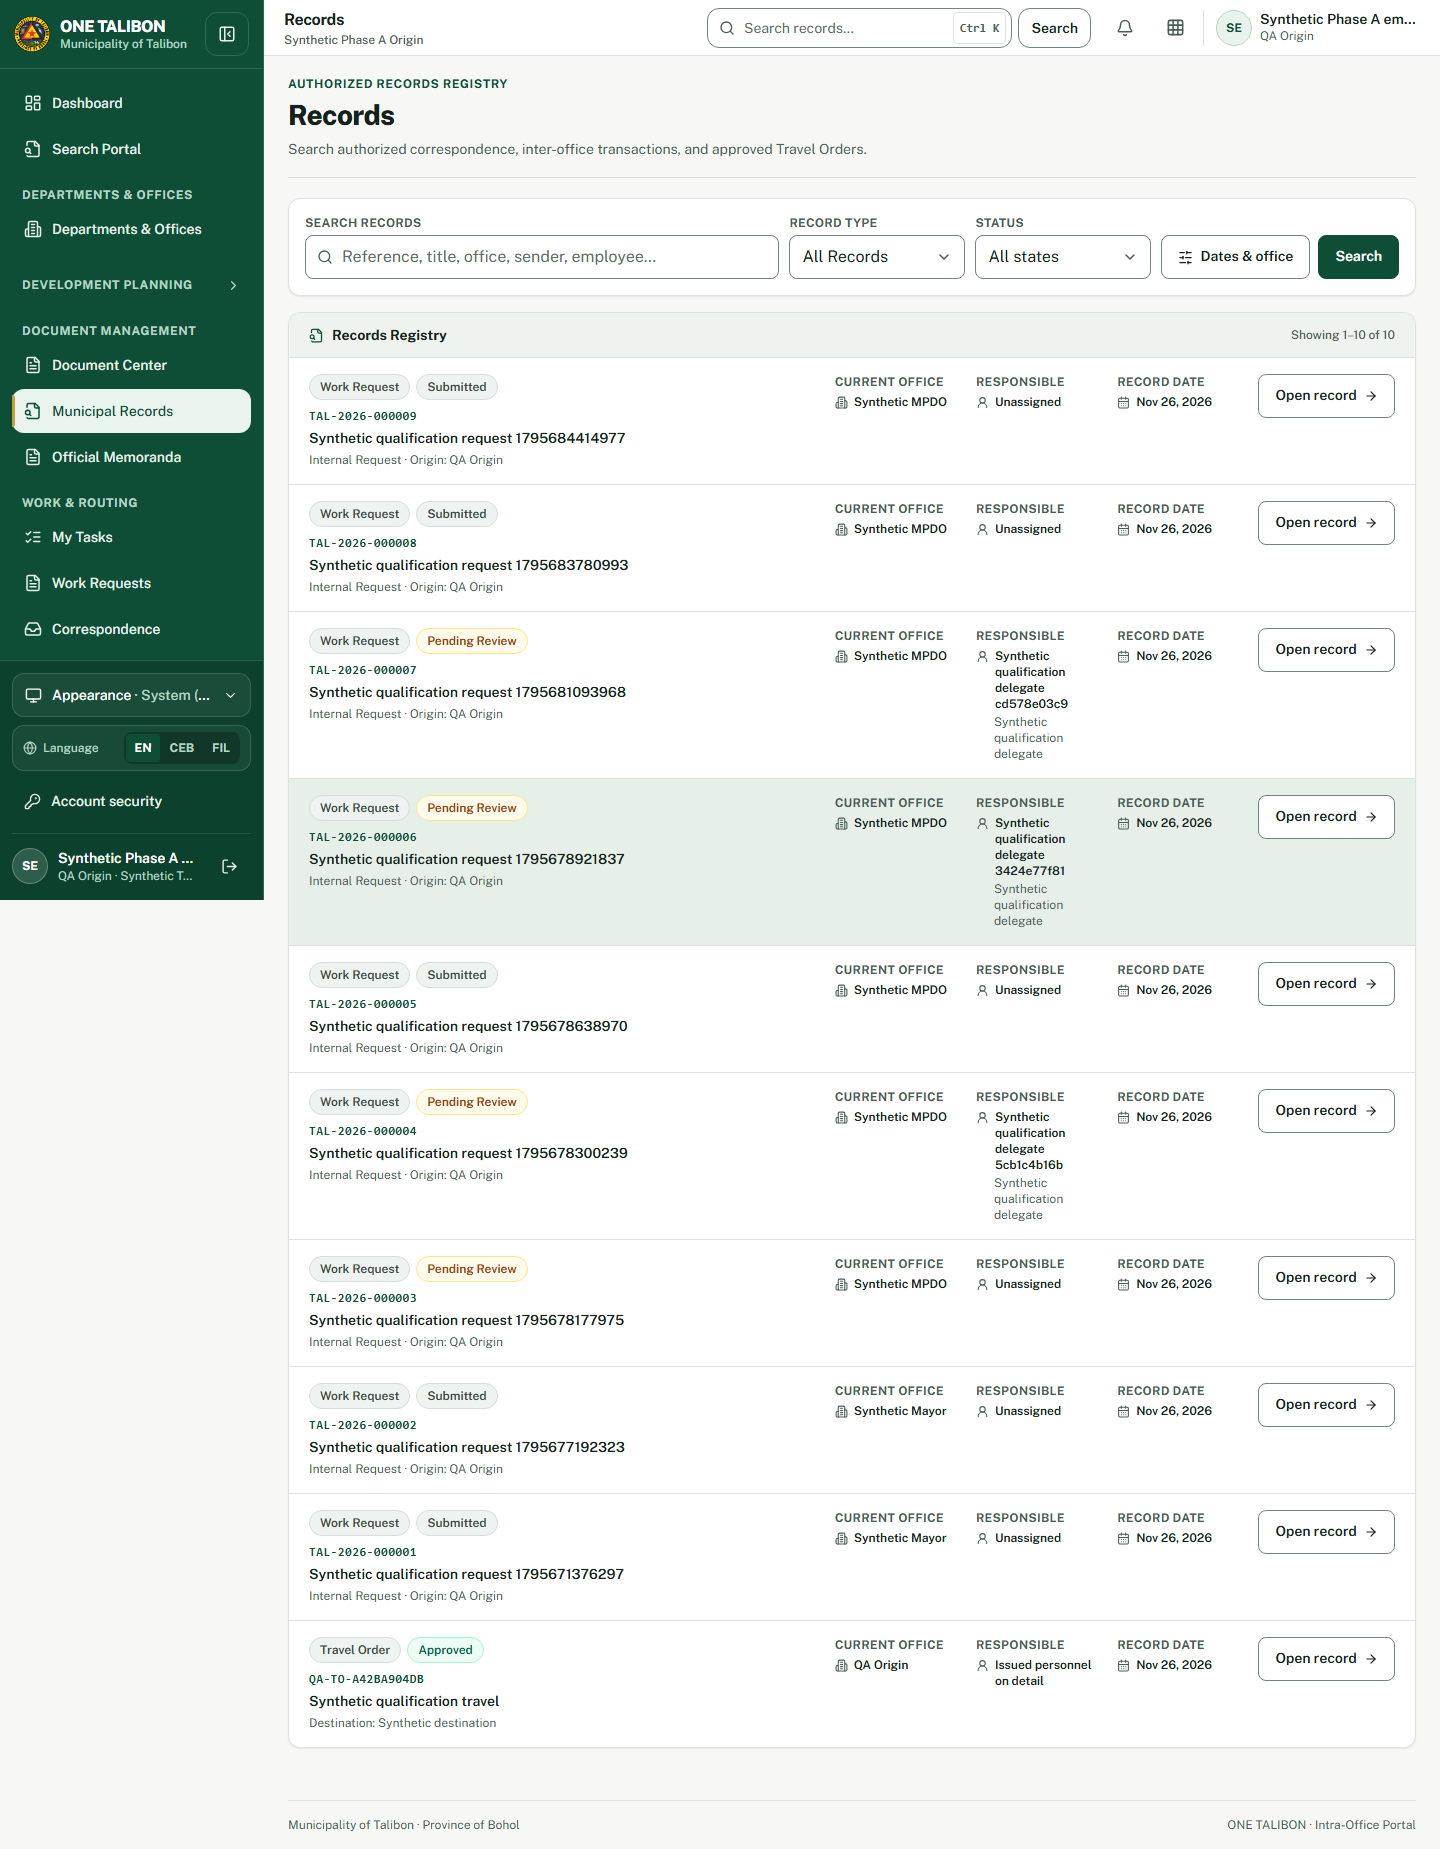 ONE TALIBON
Municipality of Talibon
Dashboard
Search Portal
DEPARTMENTS & OFFICES
Departments & Offices
DEVELOPMENT PLANNING
DOCUMENT MANAGEMENT
Document Center
Municipal Records
Official Memoranda
WORK & ROUTING
My Tasks
Work Requests
Correspondence
Appearance · System (...
Language EN CEB FIL
Account security
SE Synthetic Phase A ...
QA Origin · Synthetic T...
Records
Synthetic Phase A Origin
Search records... Ctrl K Search
SE Synthetic Phase A em...
QA Origin
AUTHORIZED RECORDS REGISTRY
Records
Search authorized correspondence, inter-office transactions, and approved Travel Orders.
SEARCH RECORDS RECORD TYPE STATUS
Reference, title, office, sender, employee... All Records All states Dates & office Search
Records Registry Showing 1–10 of 10
Work Request Submitted
TAL-2026-000009
Synthetic qualification request 1795684414977
Internal Request · Origin: QA Origin
CURRENT OFFICE
Synthetic MPDO
RESPONSIBLE
Unassigned
RECORD DATE
Nov 26, 2026
Open record
Work Request Submitted
TAL-2026-000008
Synthetic qualification request 1795683780993
Internal Request · Origin: QA Origin
CURRENT OFFICE
Synthetic MPDO
RESPONSIBLE
Unassigned
RECORD DATE
Nov 26, 2026
Open record
Work Request Pending Review
TAL-2026-000007
Synthetic qualification request 1795681093968
Internal Request · Origin: QA Origin
CURRENT OFFICE
Synthetic MPDO
RESPONSIBLE
Synthetic
qualification
delegate
cd578e03c9
Synthetic
qualification
delegate
RECORD DATE
Nov 26, 2026
Open record
Work Request Pending Review
TAL-2026-000006
Synthetic qualification request 1795678921837
Internal Request · Origin: QA Origin
CURRENT OFFICE
Synthetic MPDO
RESPONSIBLE
Synthetic
qualification
delegate
3424e77f81
Synthetic
qualification
delegate
RECORD DATE
Nov 26, 2026
Open record
Work Request Submitted
TAL-2026-000005
Synthetic qualification request 1795678638970
Internal Request · Origin: QA Origin
CURRENT OFFICE
Synthetic MPDO
RESPONSIBLE
Unassigned
RECORD DATE
Nov 26, 2026
Open record
Work Request Pending Review
TAL-2026-000004
Synthetic qualification request 1795678300239
Internal Request · Origin: QA Origin
CURRENT OFFICE
Synthetic MPDO
RESPONSIBLE
Synthetic
qualification
delegate
5cb1c4b16b
Synthetic
qualification
delegate
RECORD DATE
Nov 26, 2026
Open record
Work Request Pending Review
TAL-2026-000003
Synthetic qualification request 1795678177975
Internal Request · Origin: QA Origin
CURRENT OFFICE
Synthetic MPDO
RESPONSIBLE
Unassigned
RECORD DATE
Nov 26, 2026
Open record
Work Request Submitted
TAL-2026-000002
Synthetic qualification request 1795677192323
Internal Request · Origin: QA Origin
CURRENT OFFICE
Synthetic Mayor
RESPONSIBLE
Unassigned
RECORD DATE
Nov 26, 2026
Open record
Work Request Submitted
TAL-2026-000001
Synthetic qualification request 1795671376297
Internal Request · Origin: QA Origin
CURRENT OFFICE
Synthetic Mayor
RESPONSIBLE
Unassigned
RECORD DATE
Nov 26, 2026
Open record
Travel Order Approved
QA-TO-A42BA904DB
Synthetic qualification travel
Destination: Synthetic destination
CURRENT OFFICE
QA Origin
RESPONSIBLE
Issued personnel
on detail
RECORD DATE
Nov 26, 2026
Open record
Municipality of Talibon · Province of Bohol ONE TALIBON · Intra-Office Portal